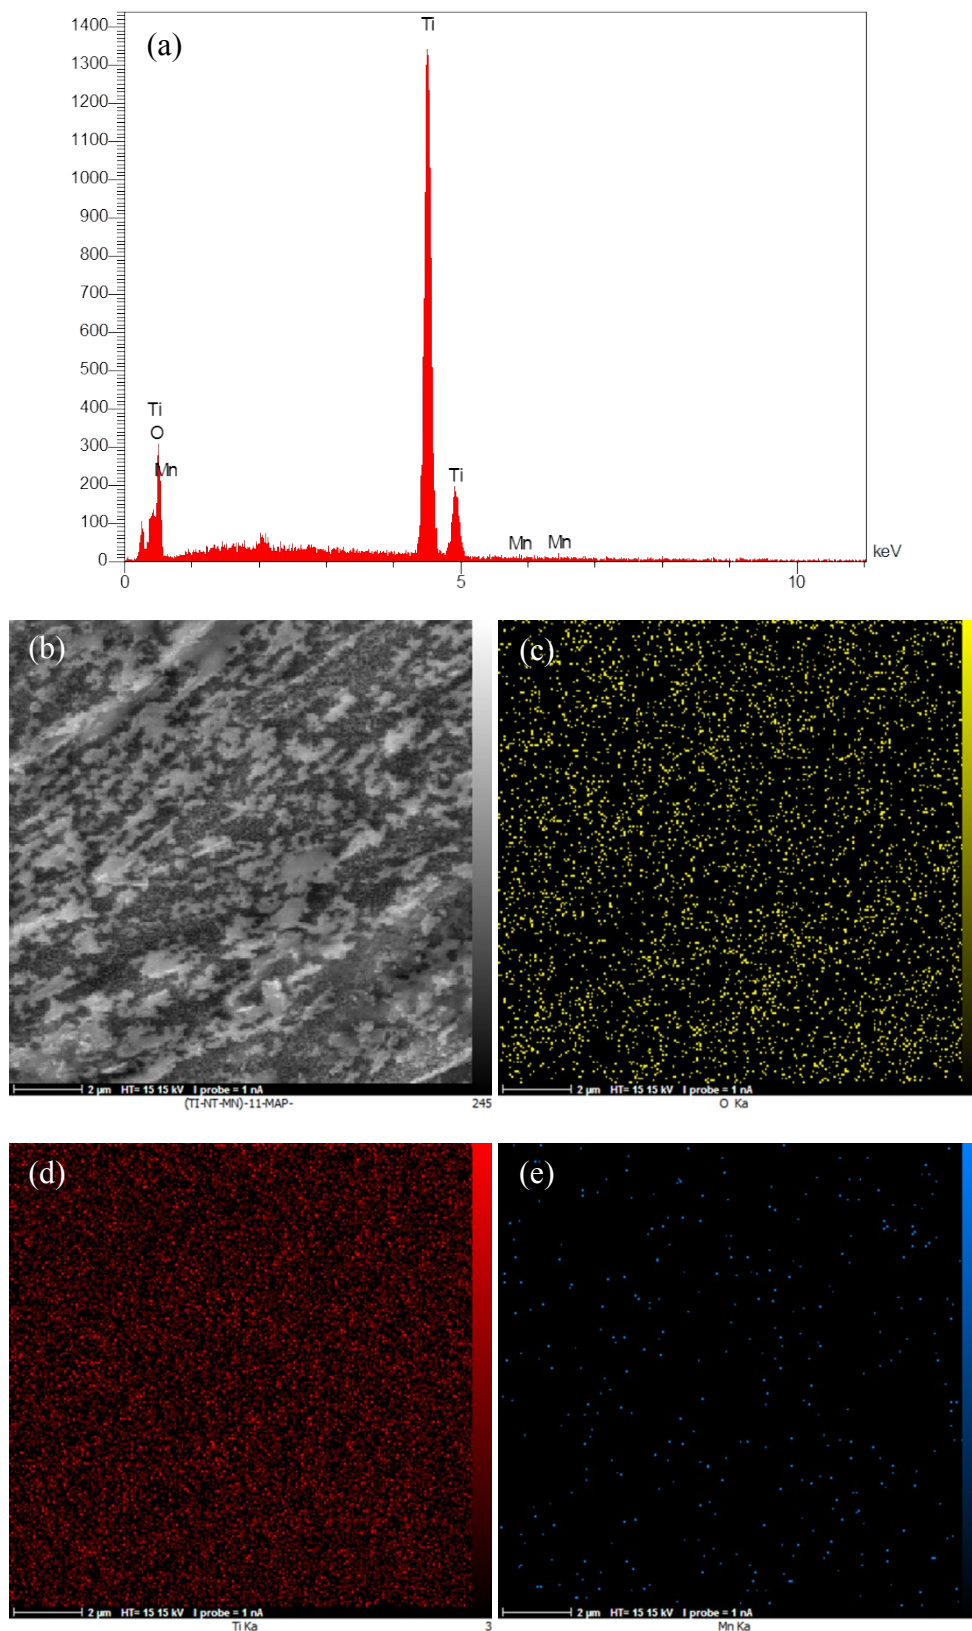 (a)
Ti
1400
1300
1200
1100
1000
900
800
700
600
500
400
300
200
100
0
Ti
O
Mn
Ti
Mn Mn
keV
0 5 10
(b)
2 µm HT= 15 15 kV I probe = 1 nA
(TI-NT-MN)-11-MAP- 245
(c)
2 µm HT= 15 15 kV I probe = 1 nA
O Ka
(d)
2 µm HT= 15 15 kV I probe = 1 nA
Ti Ka 3
(e)
2 µm HT= 15 15 kV I probe = 1 nA
Mn Ka